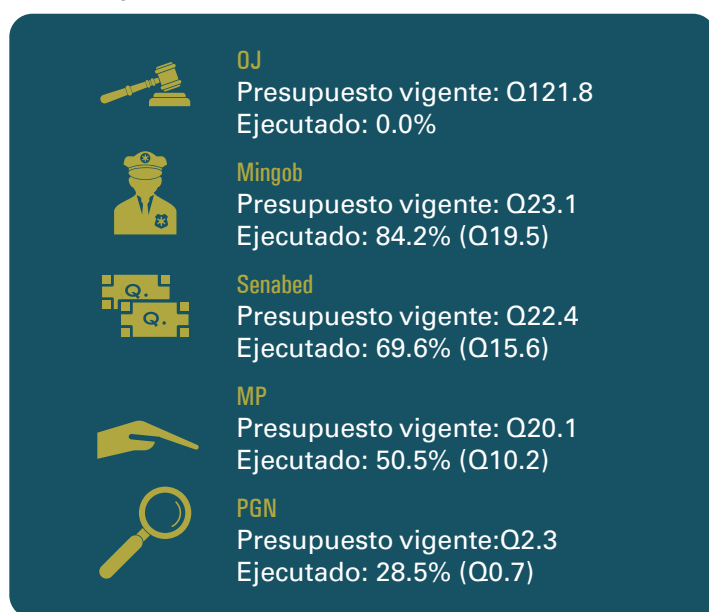 OJ
Presupuesto vigente: Q121.8
Ejecutado: 0.0%
Mingob
Presupuesto vigente: Q23.1
Ejecutado: 84.2% (Q19.5)
Q.
Q.
Senabed
Presupuesto vigente: Q22.4
Ejecutado: 69.6% (Q15.6)
MP
Presupuesto vigente: Q20.1
Ejecutado: 50.5% (Q10.2)
PGN
Presupuesto vigente:Q2.3
Ejecutado: 28.5% (Q0.7)